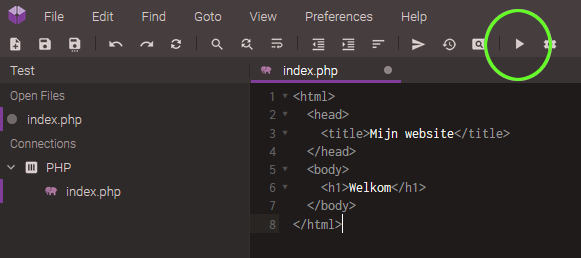 File Edit Find Goto View Preferences Help
Test
Open Files
index.php
Connections
PHP
index.php
index.php
1 <html>
2 <head>
3 <title>Mijn website</title>
4 </head>
5 <body>
6 <h1>Welkom</h1>
7 </body>
8 </html>